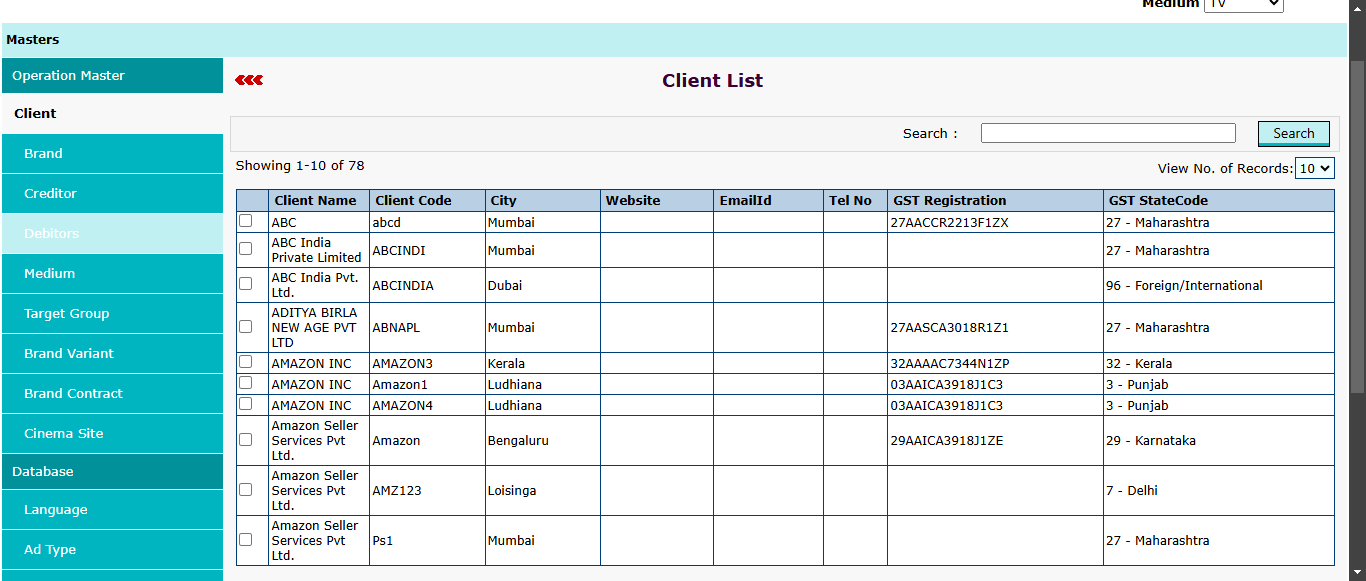 Medium TV
Masters
Operation Master
Client
Brand
Creditor
Debitors
Medium
Target Group
Brand Variant
Brand Contract
Cinema Site
Database
Language
Ad Type
Client List
Search : Search
Showing 1-10 of 78
View No. of Records: 10
Client Name Client Code City Website EmailId Tel No GST Registration GST StateCode
ABC abcd Mumbai 27AACCR2213F1ZX 27 - Maharashtra
ABC India
Private Limited ABCINDI Mumbai 27 - Maharashtra
ABC India Pvt.
Ltd. ABCINDIA Dubai 96 - Foreign/International
ADITYA BIRLA
NEW AGE PVT
LTD ABNAPL Mumbai 27AASCA3018R1Z1 27 - Maharashtra
AMAZON INC AMAZON3 Kerala 32AAAAC7344N1ZP 32 - Kerala
AMAZON INC Amazon1 Ludhiana 03AAICA3918J1C3 3 - Punjab
AMAZON INC AMAZON4 Ludhiana 03AAICA3918J1C3 3 - Punjab
Amazon Seller
Services Pvt
Ltd. Amazon Bengaluru 29AAICA3918J1ZE 29 - Karnataka
Amazon Seller
Services Pvt
Ltd. AMZ123 Loisinga 7 - Delhi
Amazon Seller
Services Pvt
Ltd. Ps1 Mumbai 27 - Maharashtra